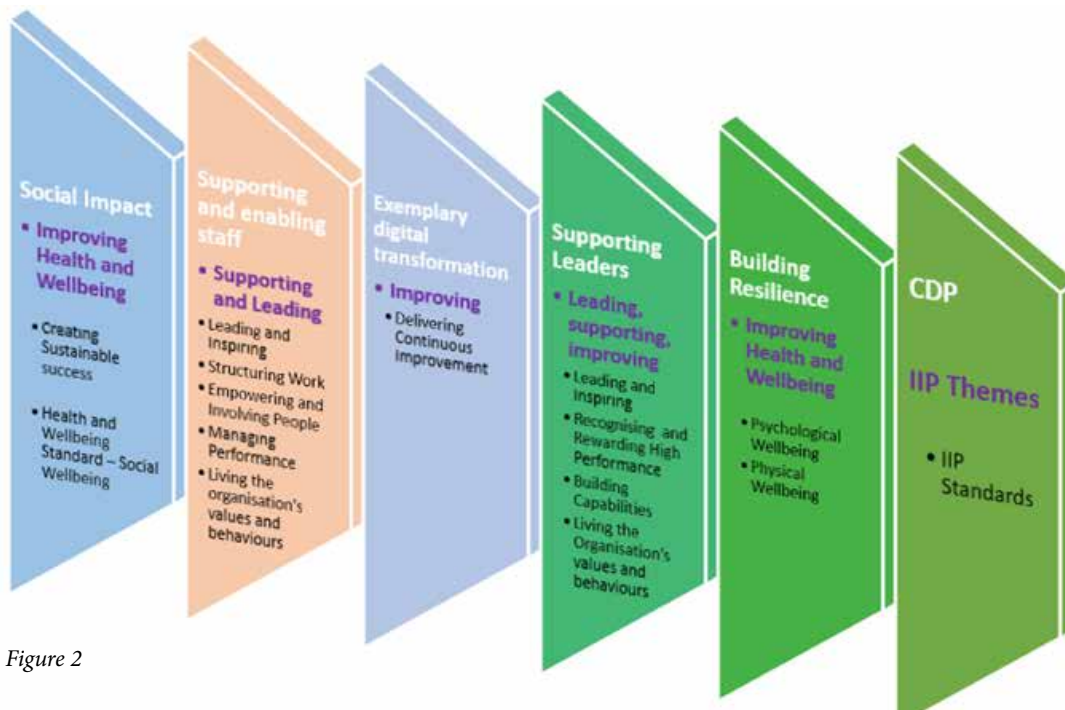 Social Impact
▪ Improving
Health and
Wellbeing
• Creating
Sustainable
success
• Health and
Wellbeing
Standard – Social
Wellbeing
Supporting
and enabling
staff
▪ Supporting
and Leading
• Leading and
Inspiring
• Structuring Work
• Empowering and
Involving People
• Managing
Performance
• Living the
organisation's
values and
behaviours
Exemplary
digital
transformation
▪ Improving
• Delivering
Continuous
improvement
Supporting
Leaders
▪ Leading,
supporting,
improving
• Leading and
Inspiring
• Recognising and
Rewarding High
Performance
• Building
Capabilities
• Living the
Organisation's
values and
behaviours
Building
Resilience
▪ Improving
Health and
Wellbeing
• Psychological
Wellbeing
• Physical
Wellbeing
CDP
IIP Themes
• IIP
Standards
Figure 2